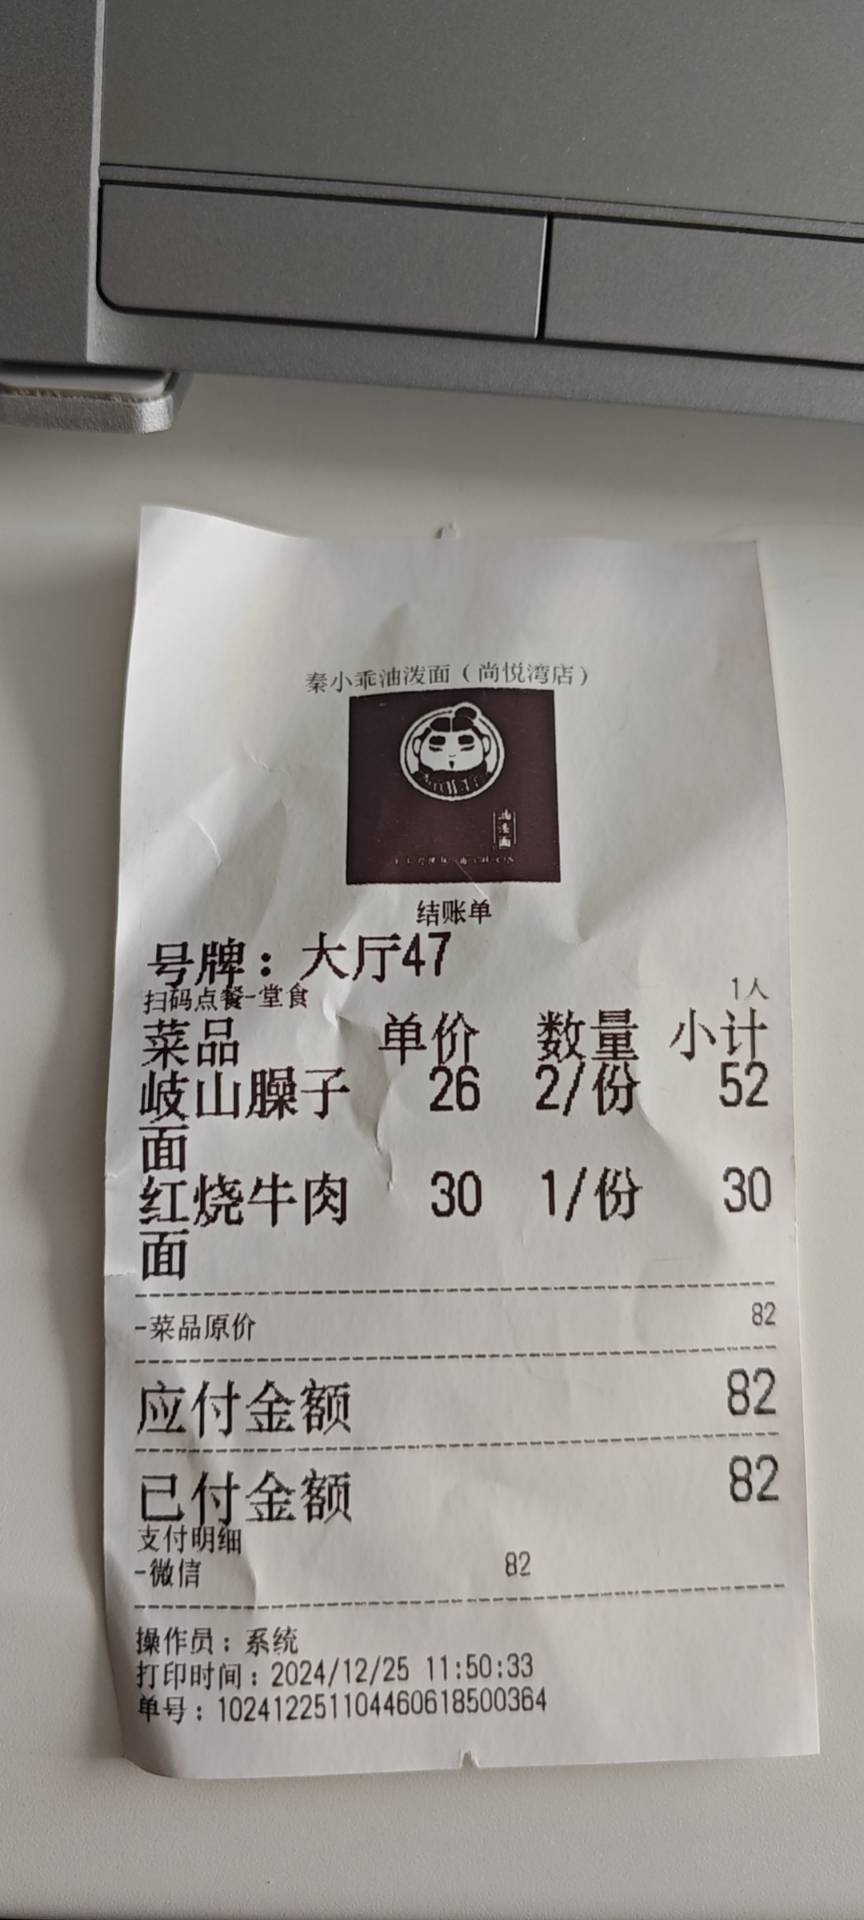 秦小乖油泼面（尚悦湾店）
油泼面
结账单
号牌：大厅47
扫码点餐-堂食 1人
菜品 单价 数量 小计
岐山臊子 26 2/份 52
面
红烧牛肉 30 1/份 30
面
-菜品原价 82
应付金额 82
已付金额 82
支付明细
-微信 82
操作员：系统
打印时间：2024/12/25 11:50:33
单号：102412251104460618500364